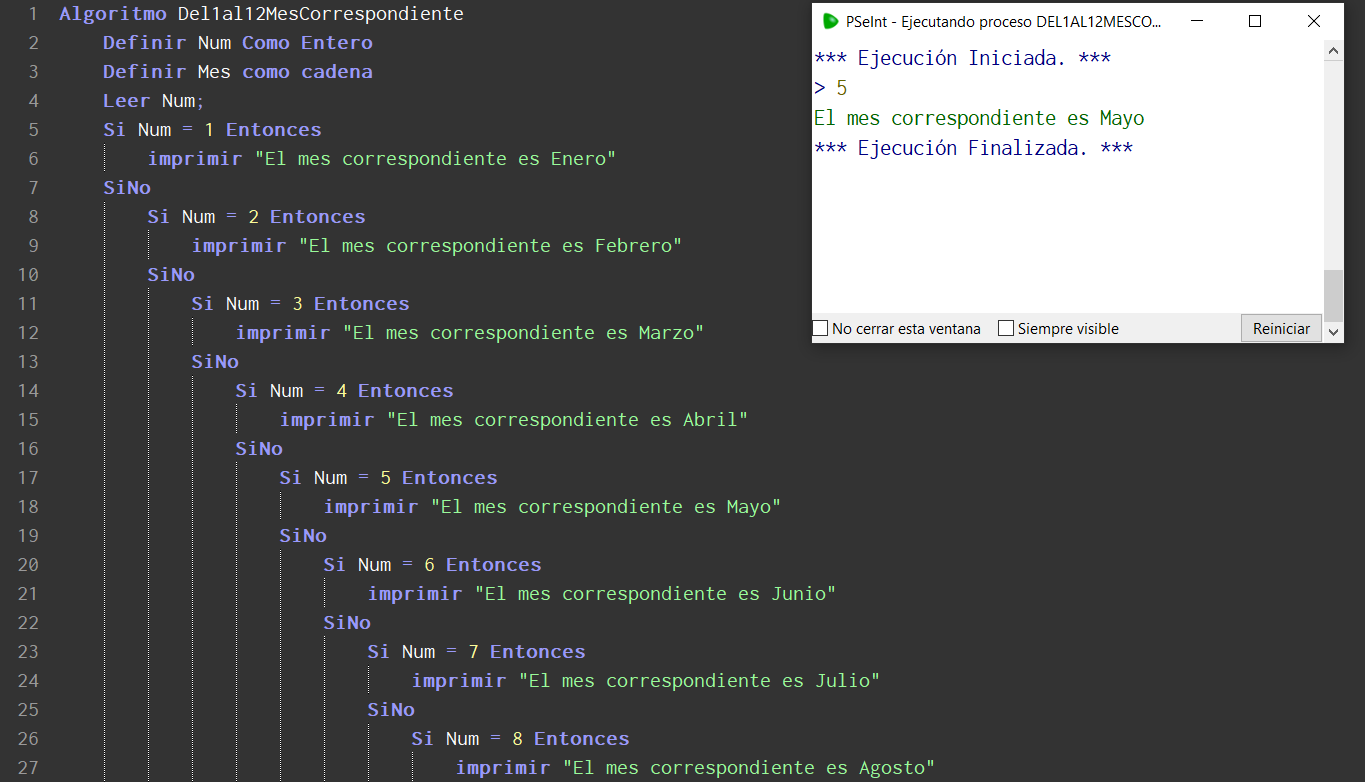 1 Algoritmo Del1al12MesCorrespondiente
2 Definir Num Como Entero
3 Definir Mes como cadena
4 Leer Num;
5 Si Num = 1 Entonces
6 imprimir "El mes correspondiente es Enero"
7 SiNo
8 Si Num = 2 Entonces
9 imprimir "El mes correspondiente es Febrero"
10 SiNo
11 Si Num = 3 Entonces
12 imprimir "El mes correspondiente es Marzo"
13 SiNo
14 Si Num = 4 Entonces
15 imprimir "El mes correspondiente es Abril"
16 SiNo
17 Si Num = 5 Entonces
18 imprimir "El mes correspondiente es Mayo"
19 SiNo
20 Si Num = 6 Entonces
21 imprimir "El mes correspondiente es Junio"
22 SiNo
23 Si Num = 7 Entonces
24 imprimir "El mes correspondiente es Julio"
25 SiNo
26 Si Num = 8 Entonces
27 imprimir "El mes correspondiente es Agosto"
PSeInt - Ejecutando proceso DEL1AL12MESCO...
*** Ejecución Iniciada. ***
> 5
El mes correspondiente es Mayo
*** Ejecución Finalizada. ***
No cerrar esta ventana Siempre visible Reiniciar